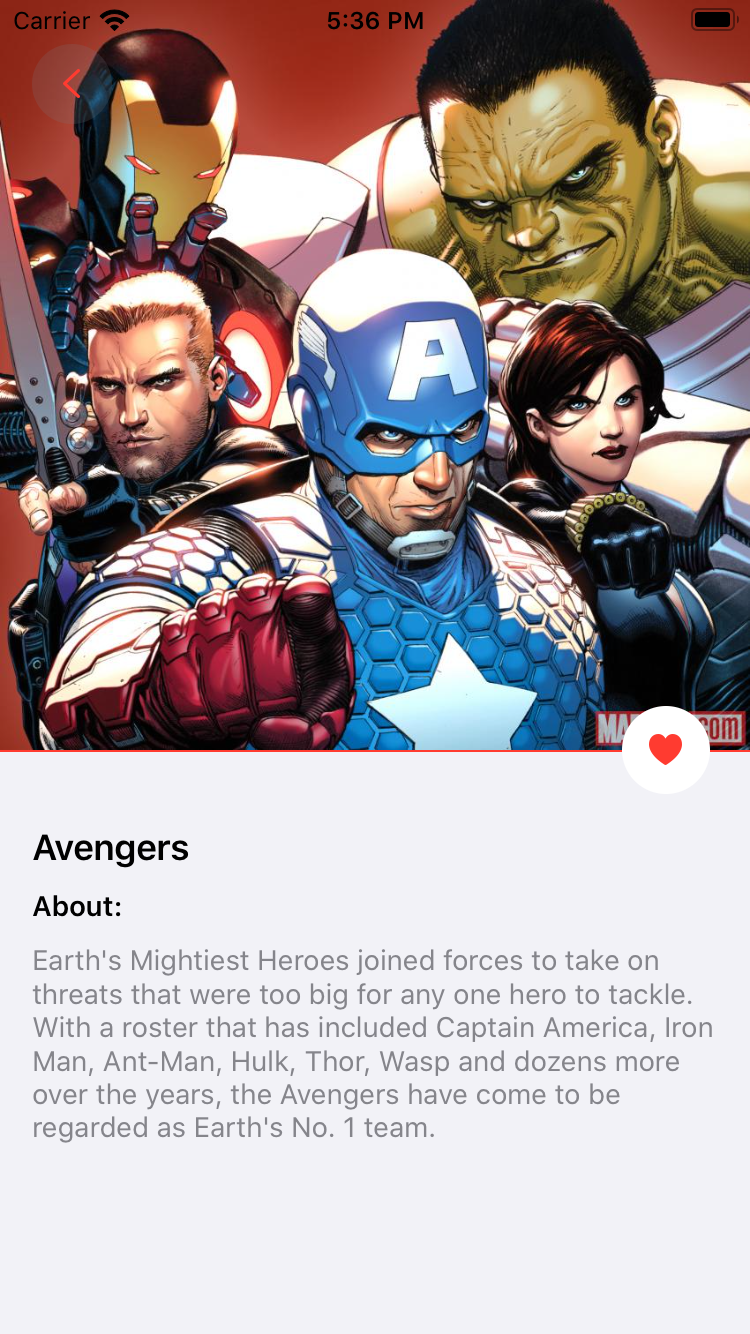 Carrier 5:36 PM
A
MA com
Avengers
About:
Earth's Mightiest Heroes joined forces to take on
threats that were too big for any one hero to tackle.
With a roster that has included Captain America, Iron
Man, Ant-Man, Hulk, Thor, Wasp and dozens more
over the years, the Avengers have come to be
regarded as Earth's No. 1 team.